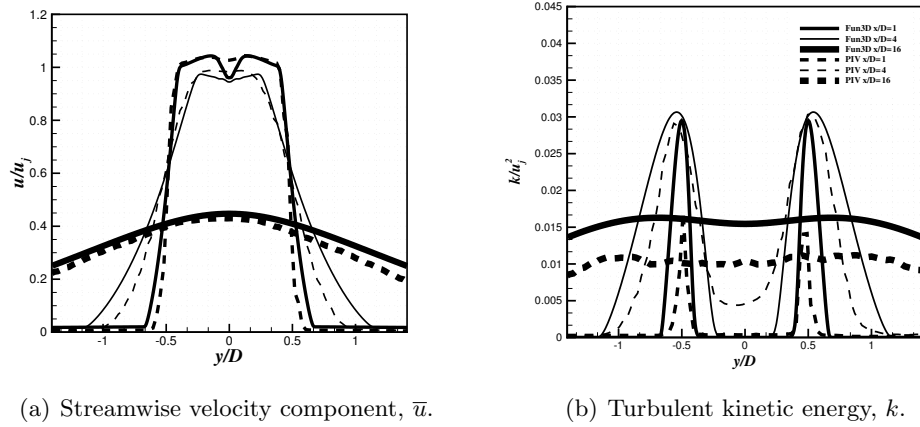 1.2
1
0.8
0.6
0.4
0.2
0
u/u_j
-1 -0.5 0 0.5 1
y/D
(a) Streamwise velocity component, u̅.
0.045
0.04
0.035
0.03
0.025
0.02
0.015
0.01
0.005
0
k/u_j^2
Fun3D x/D=1
Fun3D x/D=4
Fun3D x/D=16
PIV x/D=1
PIV x/D=4
PIV x/D=16
-1 -0.5 0 0.5 1
y/D
(b) Turbulent kinetic energy, k.